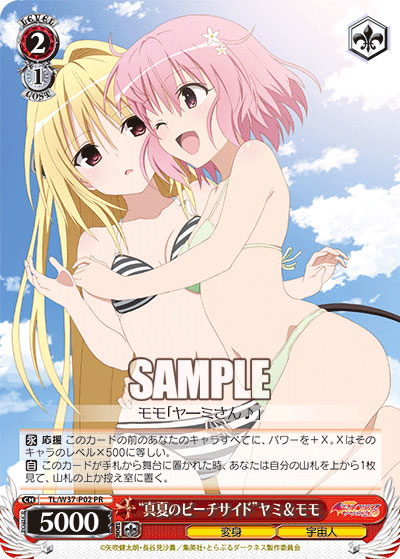 LEVEL
2
1
COST
SAMPLE
モモ「ヤーミさん♪」
永 応援 このカードの前のあなたのキャラすべてに、パワーを+X。Xはそのキャラのレベル×500に等しい。
自 このカードが手札から舞台に置かれた時、あなたは自分の山札を上から1枚見て、山札の上か控え室に置く。
CH TL/W37-P02 PR
5000
“真夏のビーチサイド”ヤミ&モモ
変身
宇宙人
©矢吹健太朗・長谷見沙貴/集英社・とらぶるダークネス製作委員会